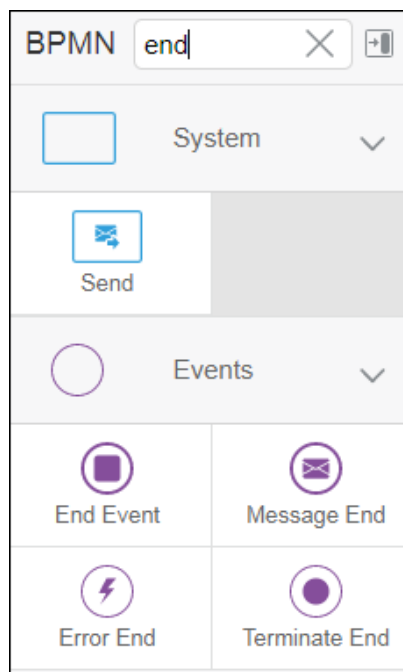 BPMN end
System
Send
Events
End Event Message End
Error End Terminate End